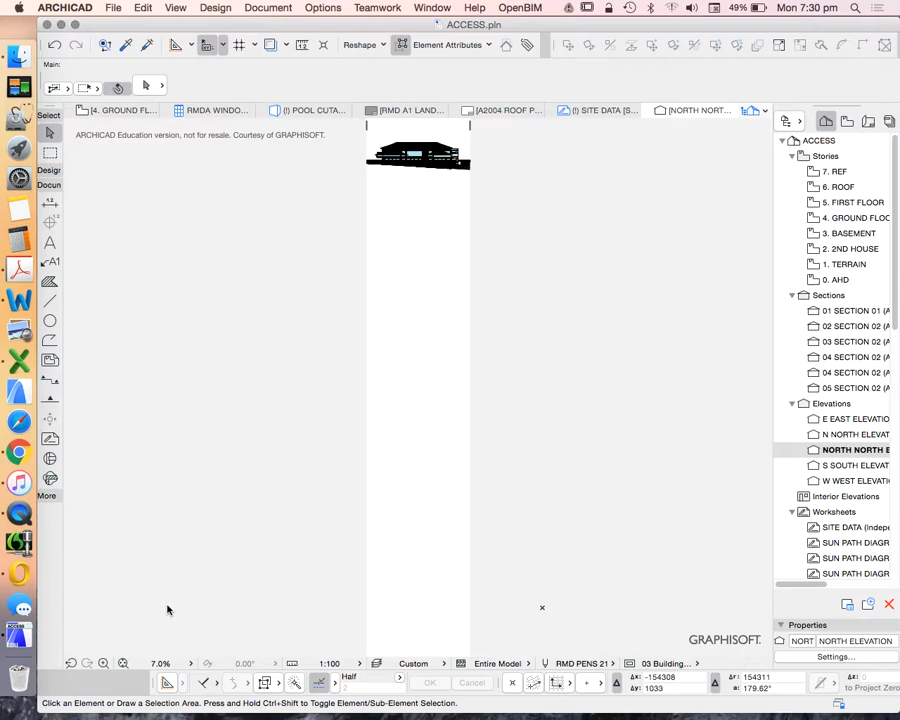 ARCHICAD File Edit View Design Document Options Teamwork Window OpenBIM 49% Mon 7:30 pm
ACCESS.pln
Reshape Element Attributes
Main:
[4. GROUND FL... RMDA WINDO... (!) POOL CUTA... [RMD A1 LAND... [A2004 ROOF P... (!) SITE DATA [S... [NORTH NORT...
Select
ARCHICAD Education version, not for resale. Courtesy of GRAPHISOFT.
Design
Docun
More
ACCESS
Stories
7. REF
6. ROOF
5. FIRST FLOOR
4. GROUND FLOO
3. BASEMENT
2. 2ND HOUSE
1. TERRAIN
0. AHD
Sections
01 SECTION 01 (A
02 SECTION 02 (A
03 SECTION 02 (A
04 SECTION 02 (A
04 SECTION 02 (A
05 SECTION 02 (A
Elevations
E EAST ELEVATIO
N NORTH ELEVAT
NORTH NORTH E
S SOUTH ELEVAT
W WEST ELEVATIO
Interior Elevations
Worksheets
SITE DATA (Indepe
SUN PATH DIAGR
SUN PATH DIAGR
SUN PATH DIAGR
Properties
NORT NORTH ELEVATION
Settings...
GRAPHISOFT.
7.0% 0.00° 1:100 Custom Entire Model RMD PENS 21 03 Building...
Half
2
OK Cancel
Δx: -154308
Δy: 1033
Δr: 154311
a: 179.62°
Δz: 0
to Project Zero
Click an Element or Draw a Selection Area. Press and Hold Ctrl+Shift to Toggle Element/Sub-Element Selection.